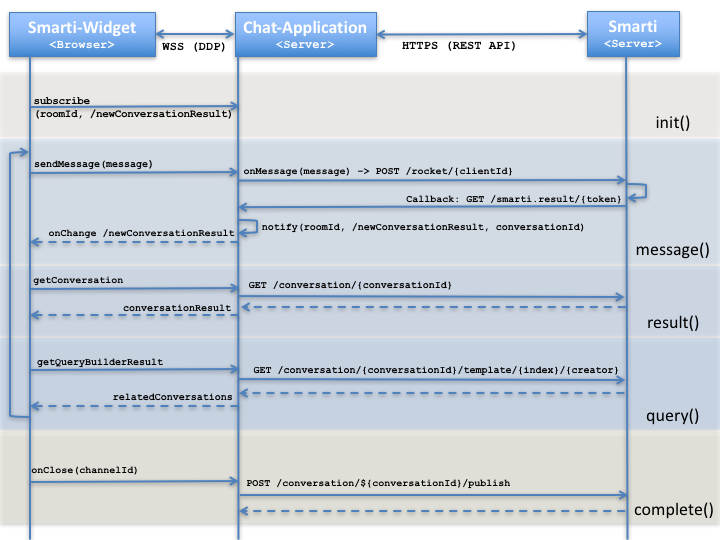 Smarti-Widget
<Browser>
WSS (DDP)
Chat-Application
<Server>
HTTPS (REST API)
Smarti
<Server>
subscribe
(roomId, /newConversationResult)
init()
sendMessage(message)
onMessage(message) -> POST /rocket/{clientId}
Callback: GET /smarti.result/{token}
notify(roomId, /newConversationResult, conversationId)
onChange /newConversationResult
message()
getConversation
GET /conversation/{conversationId}
conversationResult
result()
getQueryBuilderResult
GET /conversation/{conversationId}/template/{index}/{creator}
relatedConversations
query()
onClose(channelId)
POST /conversation/${conversationId}/publish
complete()